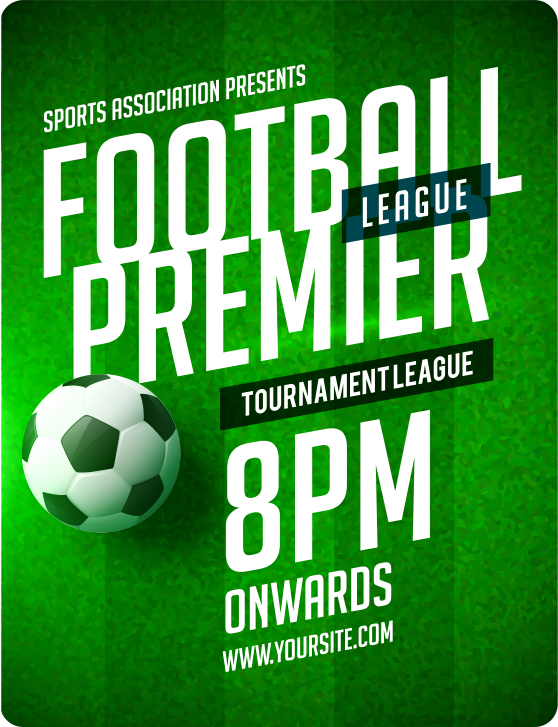 SPORTS ASSOCIATION PRESENTS
FOOTBALL
LEAGUE
PREMIER
TOURNAMENT LEAGUE
8PM
ONWARDS
WWW.YOURSITE.COM